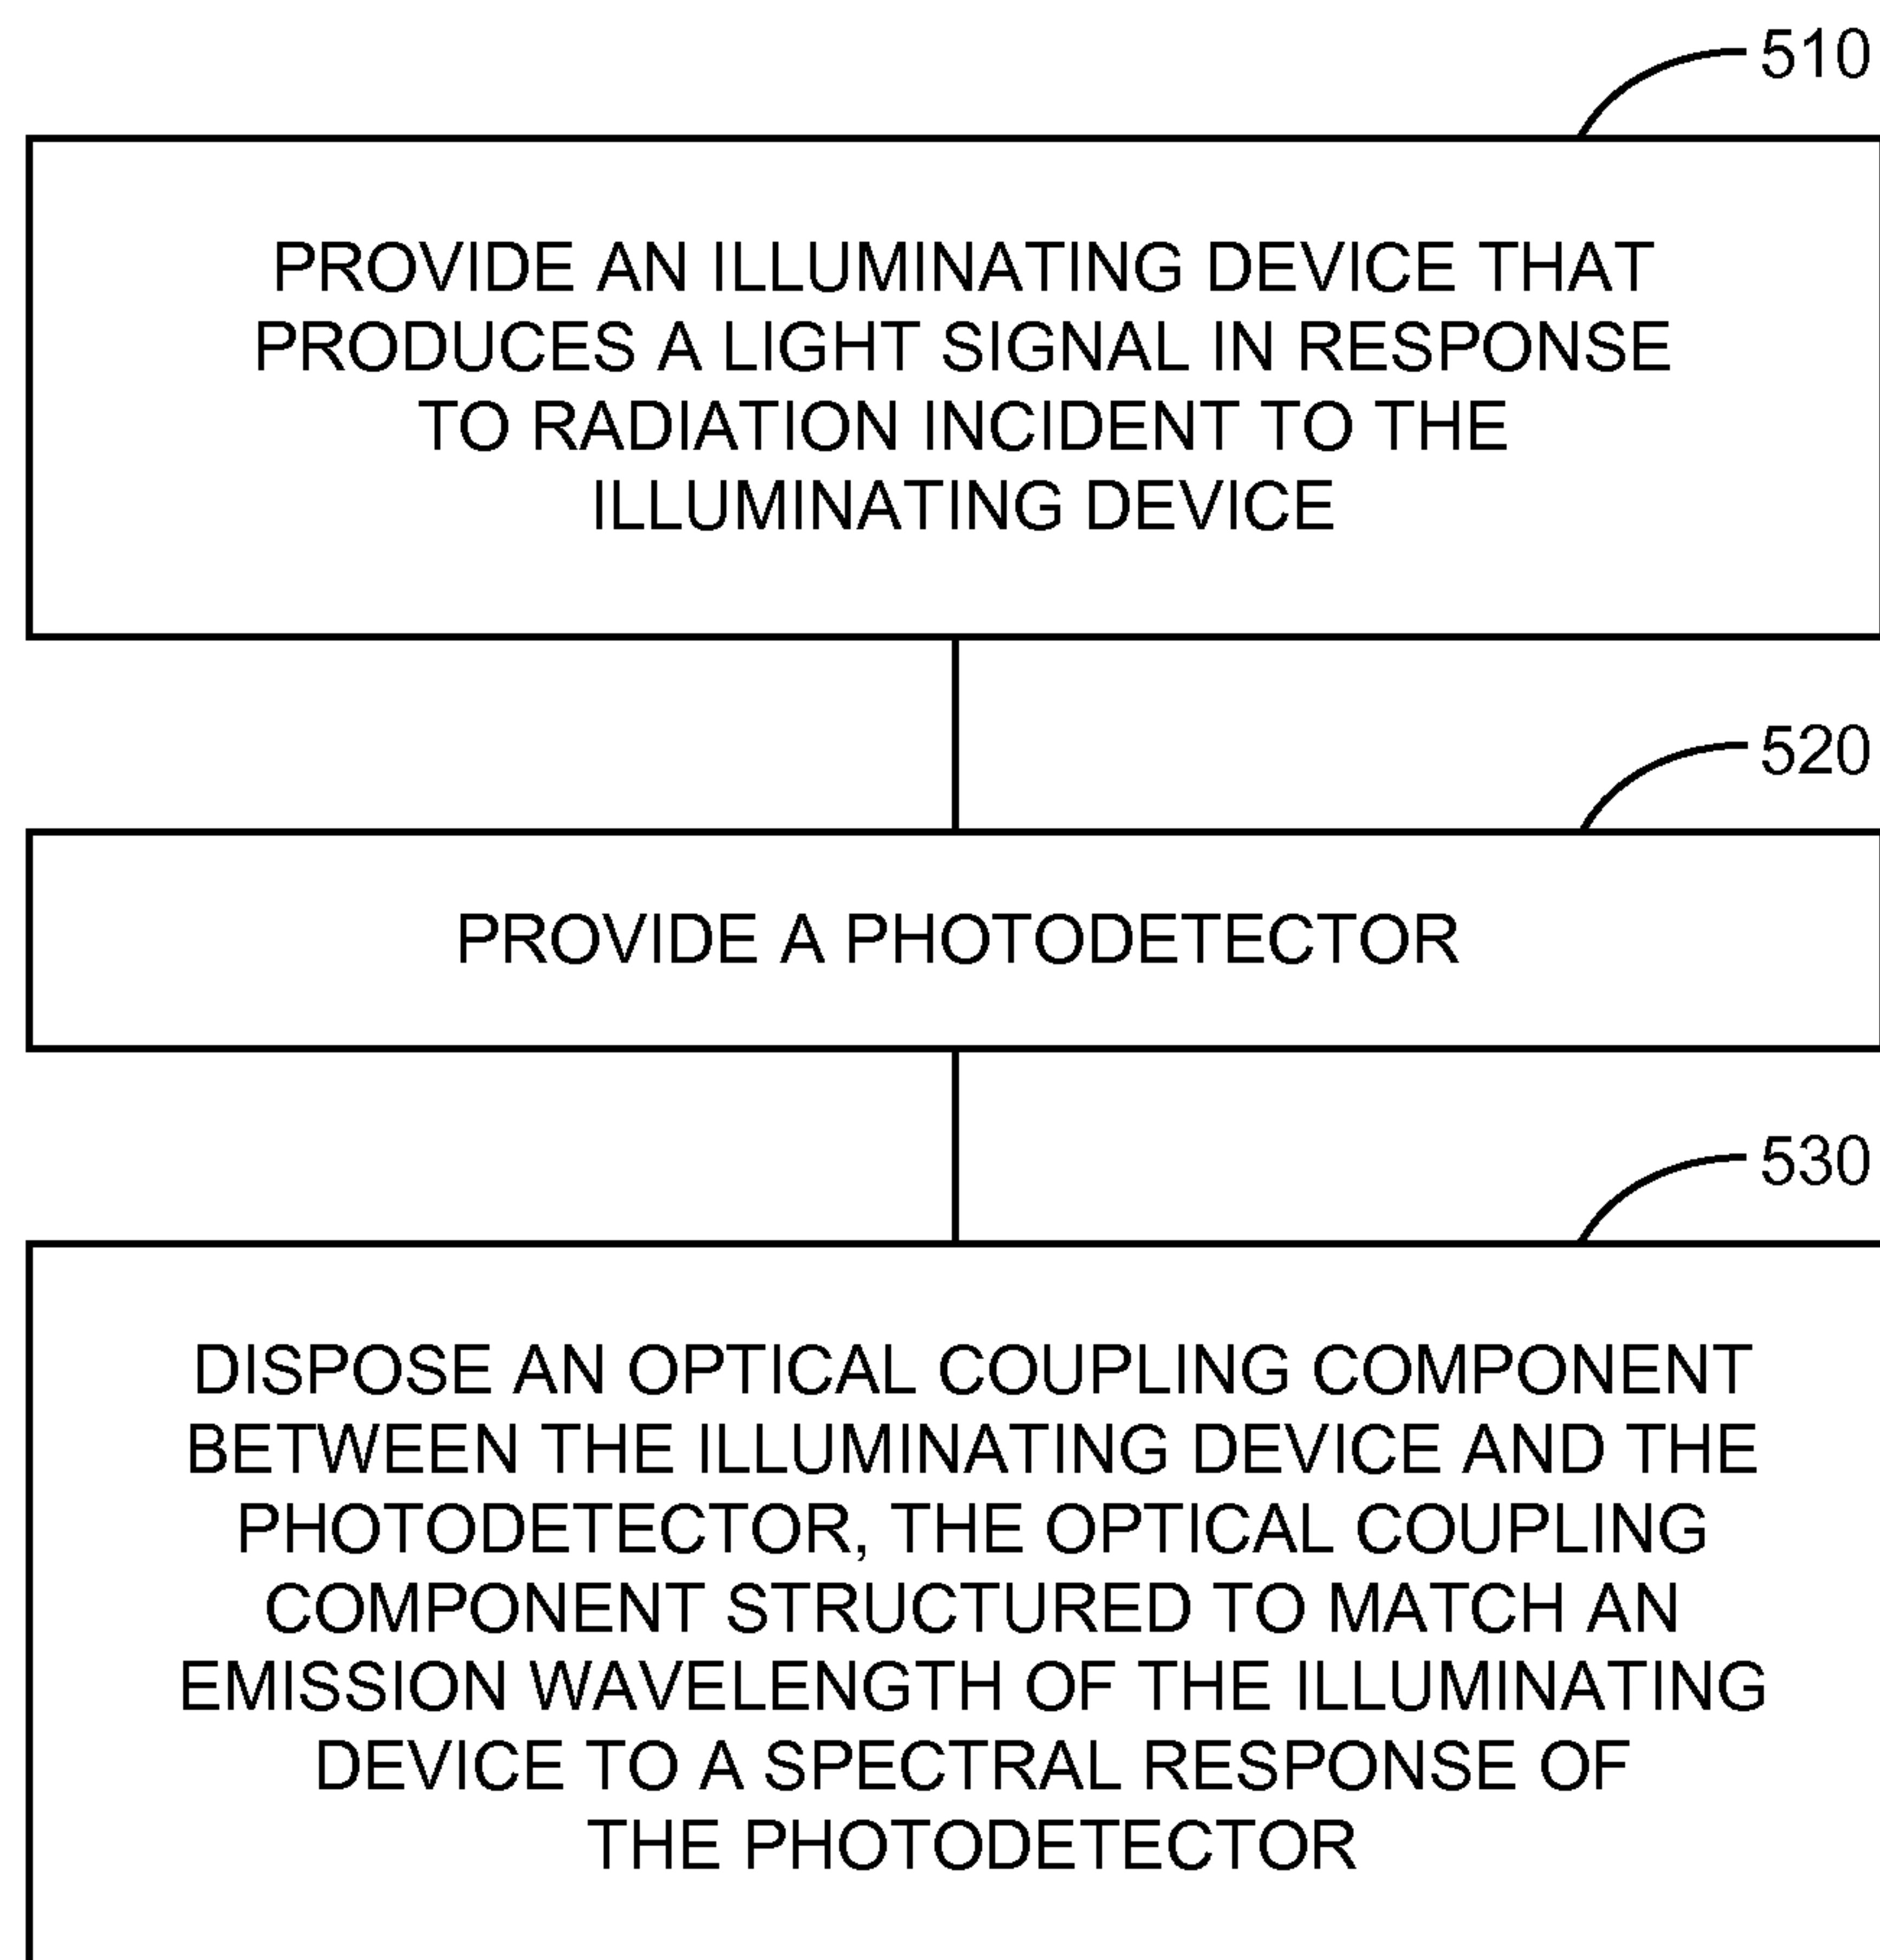 510
PROVIDE AN ILLUMINATING DEVICE THAT
PRODUCES A LIGHT SIGNAL IN RESPONSE
TO RADIATION INCIDENT TO THE
ILLUMINATING DEVICE
520
PROVIDE A PHOTODETECTOR
530
DISPOSE AN OPTICAL COUPLING COMPONENT
BETWEEN THE ILLUMINATING DEVICE AND THE
PHOTODETECTOR, THE OPTICAL COUPLING
COMPONENT STRUCTURED TO MATCH AN
EMISSION WAVELENGTH OF THE ILLUMINATING
DEVICE TO A SPECTRAL RESPONSE OF
THE PHOTODETECTOR